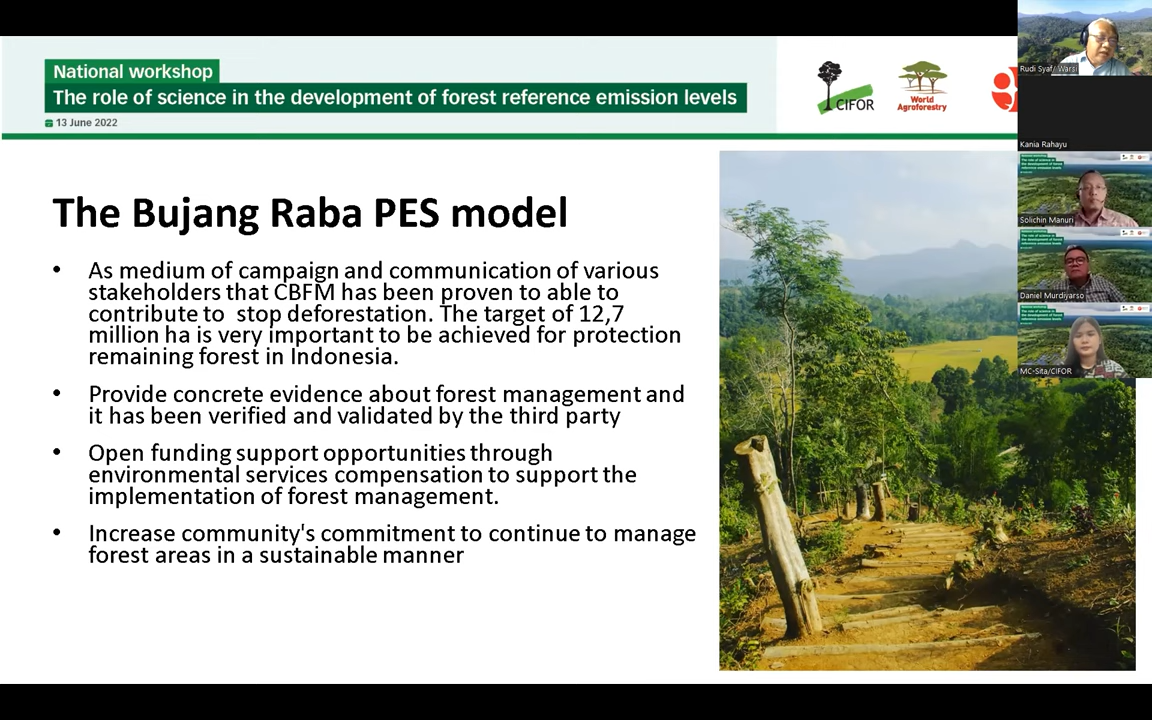 National workshop
The role of science in the development of forest reference emission levels
13 June 2022
CIFOR
World
Agroforestry
The Bujang Raba PES model
• As medium of campaign and communication of various
stakeholders that CBFM has been proven to able to
contribute to stop deforestation. The target of 12,7
million ha is very important to be achieved for protection
remaining forest in Indonesia.
• Provide concrete evidence about forest management and
it has been verified and validated by the third party
• Open funding support opportunities through
environmental services compensation to support the
implementation of forest management.
• Increase community's commitment to continue to manage
forest areas in a sustainable manner
Rudi Syaf/ Warsi
Kania Rahayu
Solichin Manuri
Daniel Murdiyarso
MC-Sita/CIFOR